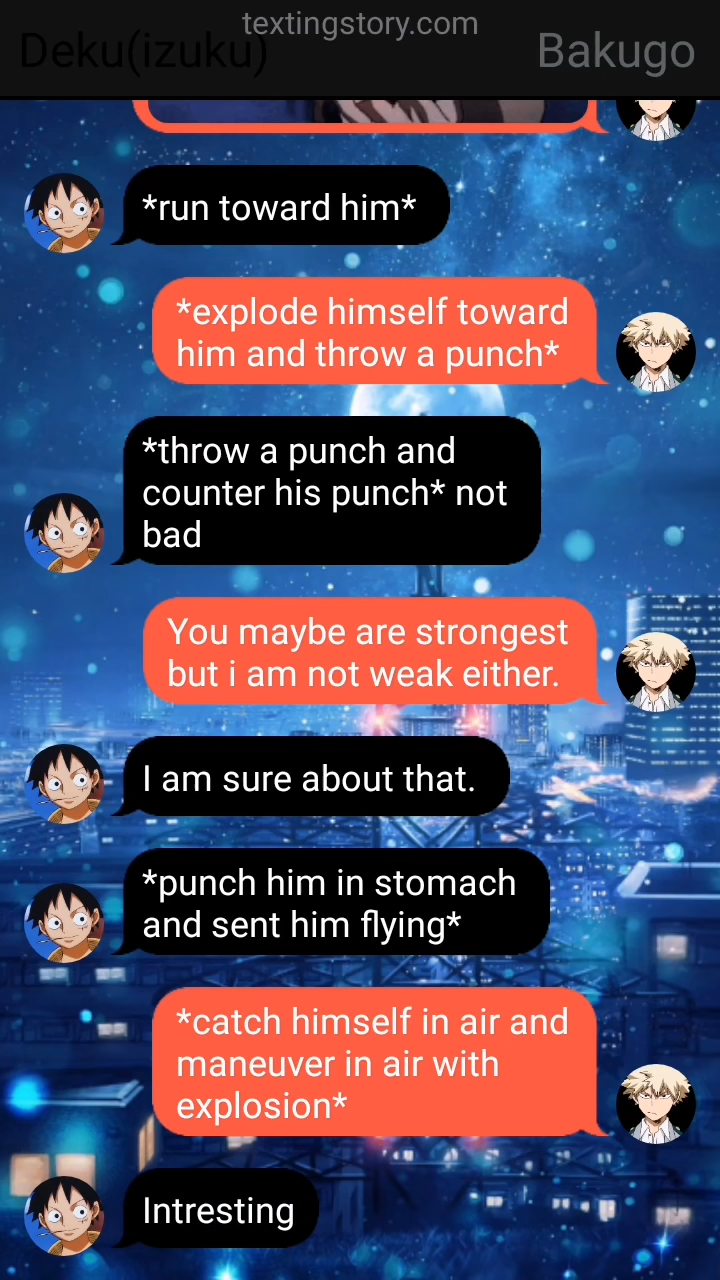 textingstory.com
Deku(izuku)
Bakugo
*run toward him*
*explode himself toward
him and throw a punch*
*throw a punch and
counter his punch* not
bad
You maybe are strongest
but i am not weak either.
I am sure about that.
*punch him in stomach
and sent him flying*
*catch himself in air and
maneuver in air with
explosion*
Intresting